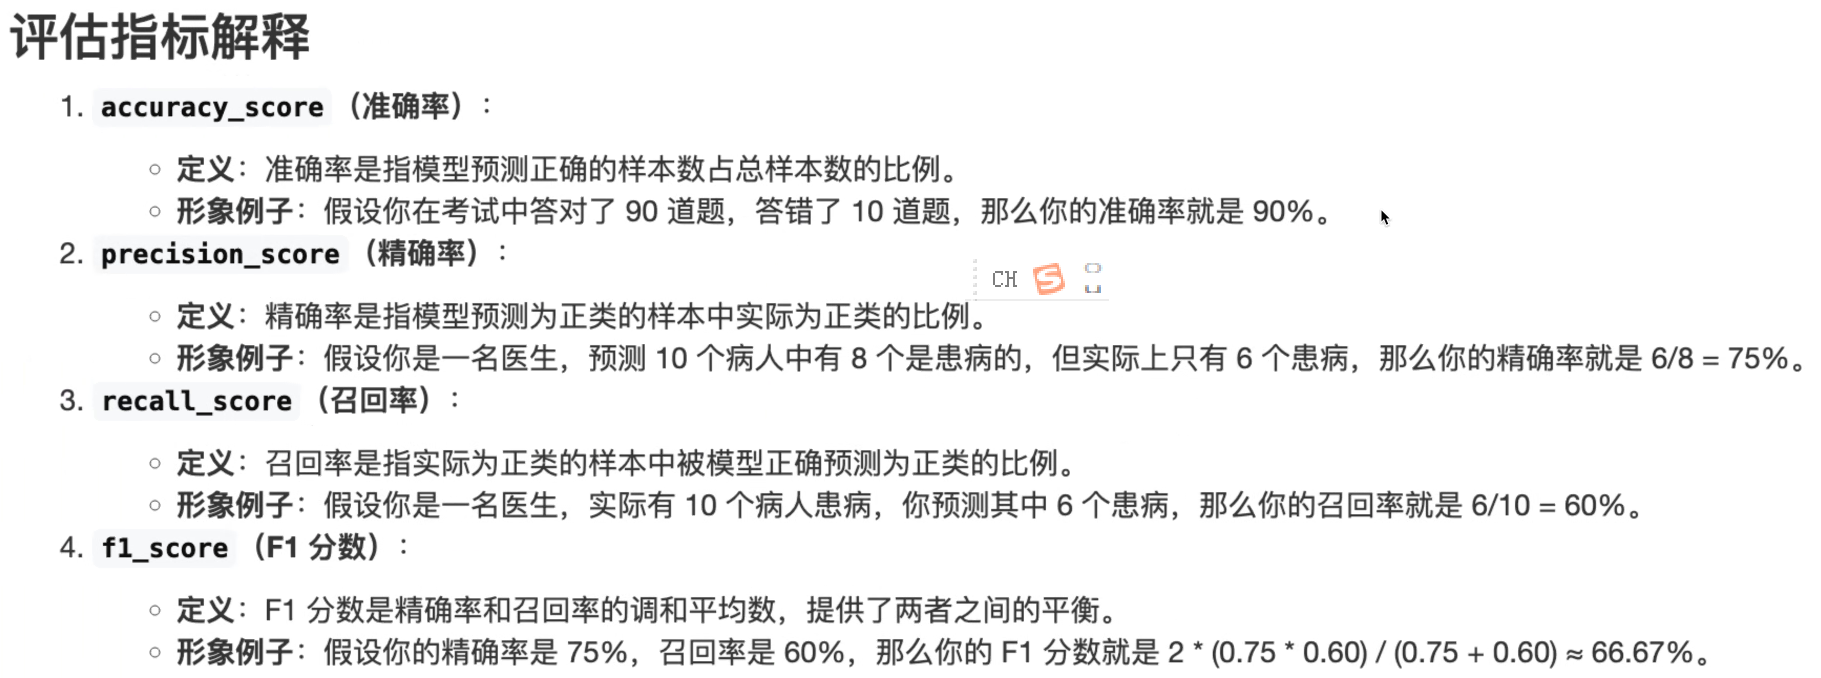 评估指标解释
1. accuracy_score（准确率）：
○ 定义：准确率是指模型预测正确的样本数占总样本数的比例。
○ 形象例子：假设你在考试中答对了 90 道题，答错了 10 道题，那么你的准确率就是 90%。
2. precision_score（精确率）：
CH S
○ 定义：精确率是指模型预测为正类的样本中实际为正类的比例。
○ 形象例子：假设你是一名医生，预测 10 个病人中有 8 个是患病的，但实际上只有 6 个患病，那么你的精确率就是 6/8 = 75%。
3. recall_score（召回率）：
○ 定义：召回率是指实际为正类的样本中被模型正确预测为正类的比例。
○ 形象例子：假设你是一名医生，实际有 10 个病人患病，你预测其中 6 个患病，那么你的召回率就是 6/10 = 60%。
4. f1_score（F1 分数）：
○ 定义：F1 分数是精确率和召回率的调和平均数，提供了两者之间的平衡。
○ 形象例子：假设你的精确率是 75%，召回率是 60%，那么你的 F1 分数就是 2 * (0.75 * 0.60) / (0.75 + 0.60) ≈ 66.67%。